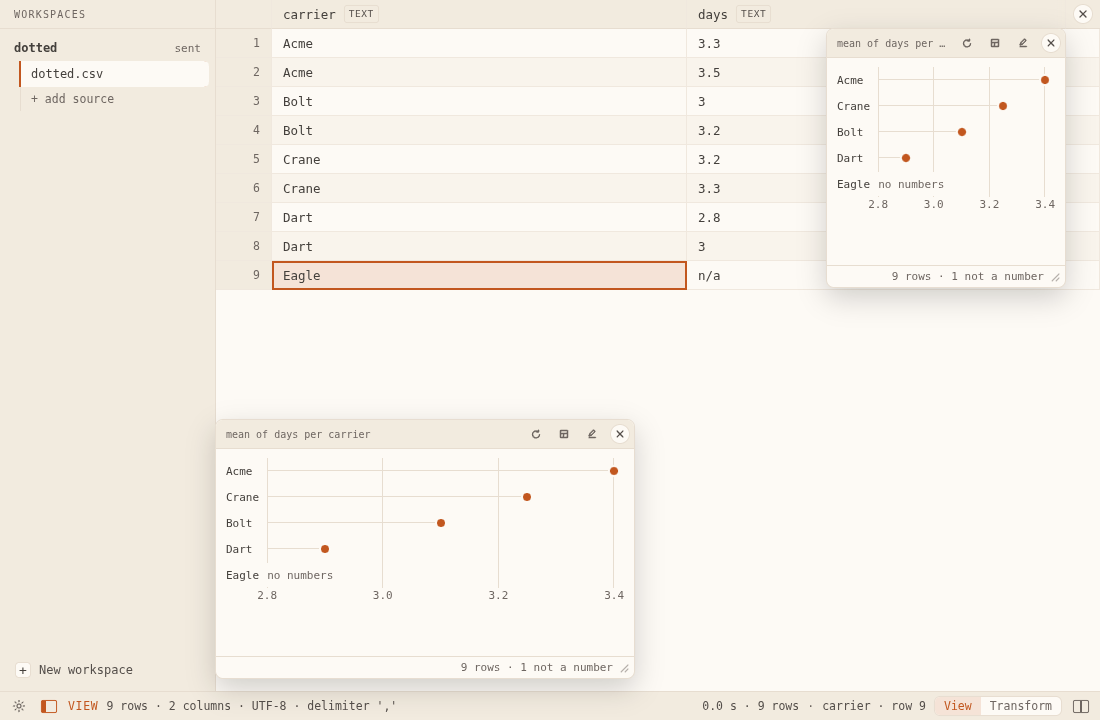 WORKSPACES
dotted sent
dotted.csv
+ add source
+ New workspace
carrier TEXT days TEXT
1 Acme 3.3
2 Acme 3.5
3 Bolt 3
4 Bolt 3.2
5 Crane 3.2
6 Crane 3.3
7 Dart 2.8
8 Dart 3
9 Eagle n/a
mean of days per …
Acme
Crane
Bolt
Dart
Eagle no numbers
2.8 3.0 3.2 3.4
9 rows · 1 not a number
mean of days per carrier
Acme
Crane
Bolt
Dart
Eagle no numbers
2.8 3.0 3.2 3.4
9 rows · 1 not a number
VIEW 9 rows · 2 columns · UTF-8 · delimiter ',' 0.0 s · 9 rows · carrier · row 9 View Transform